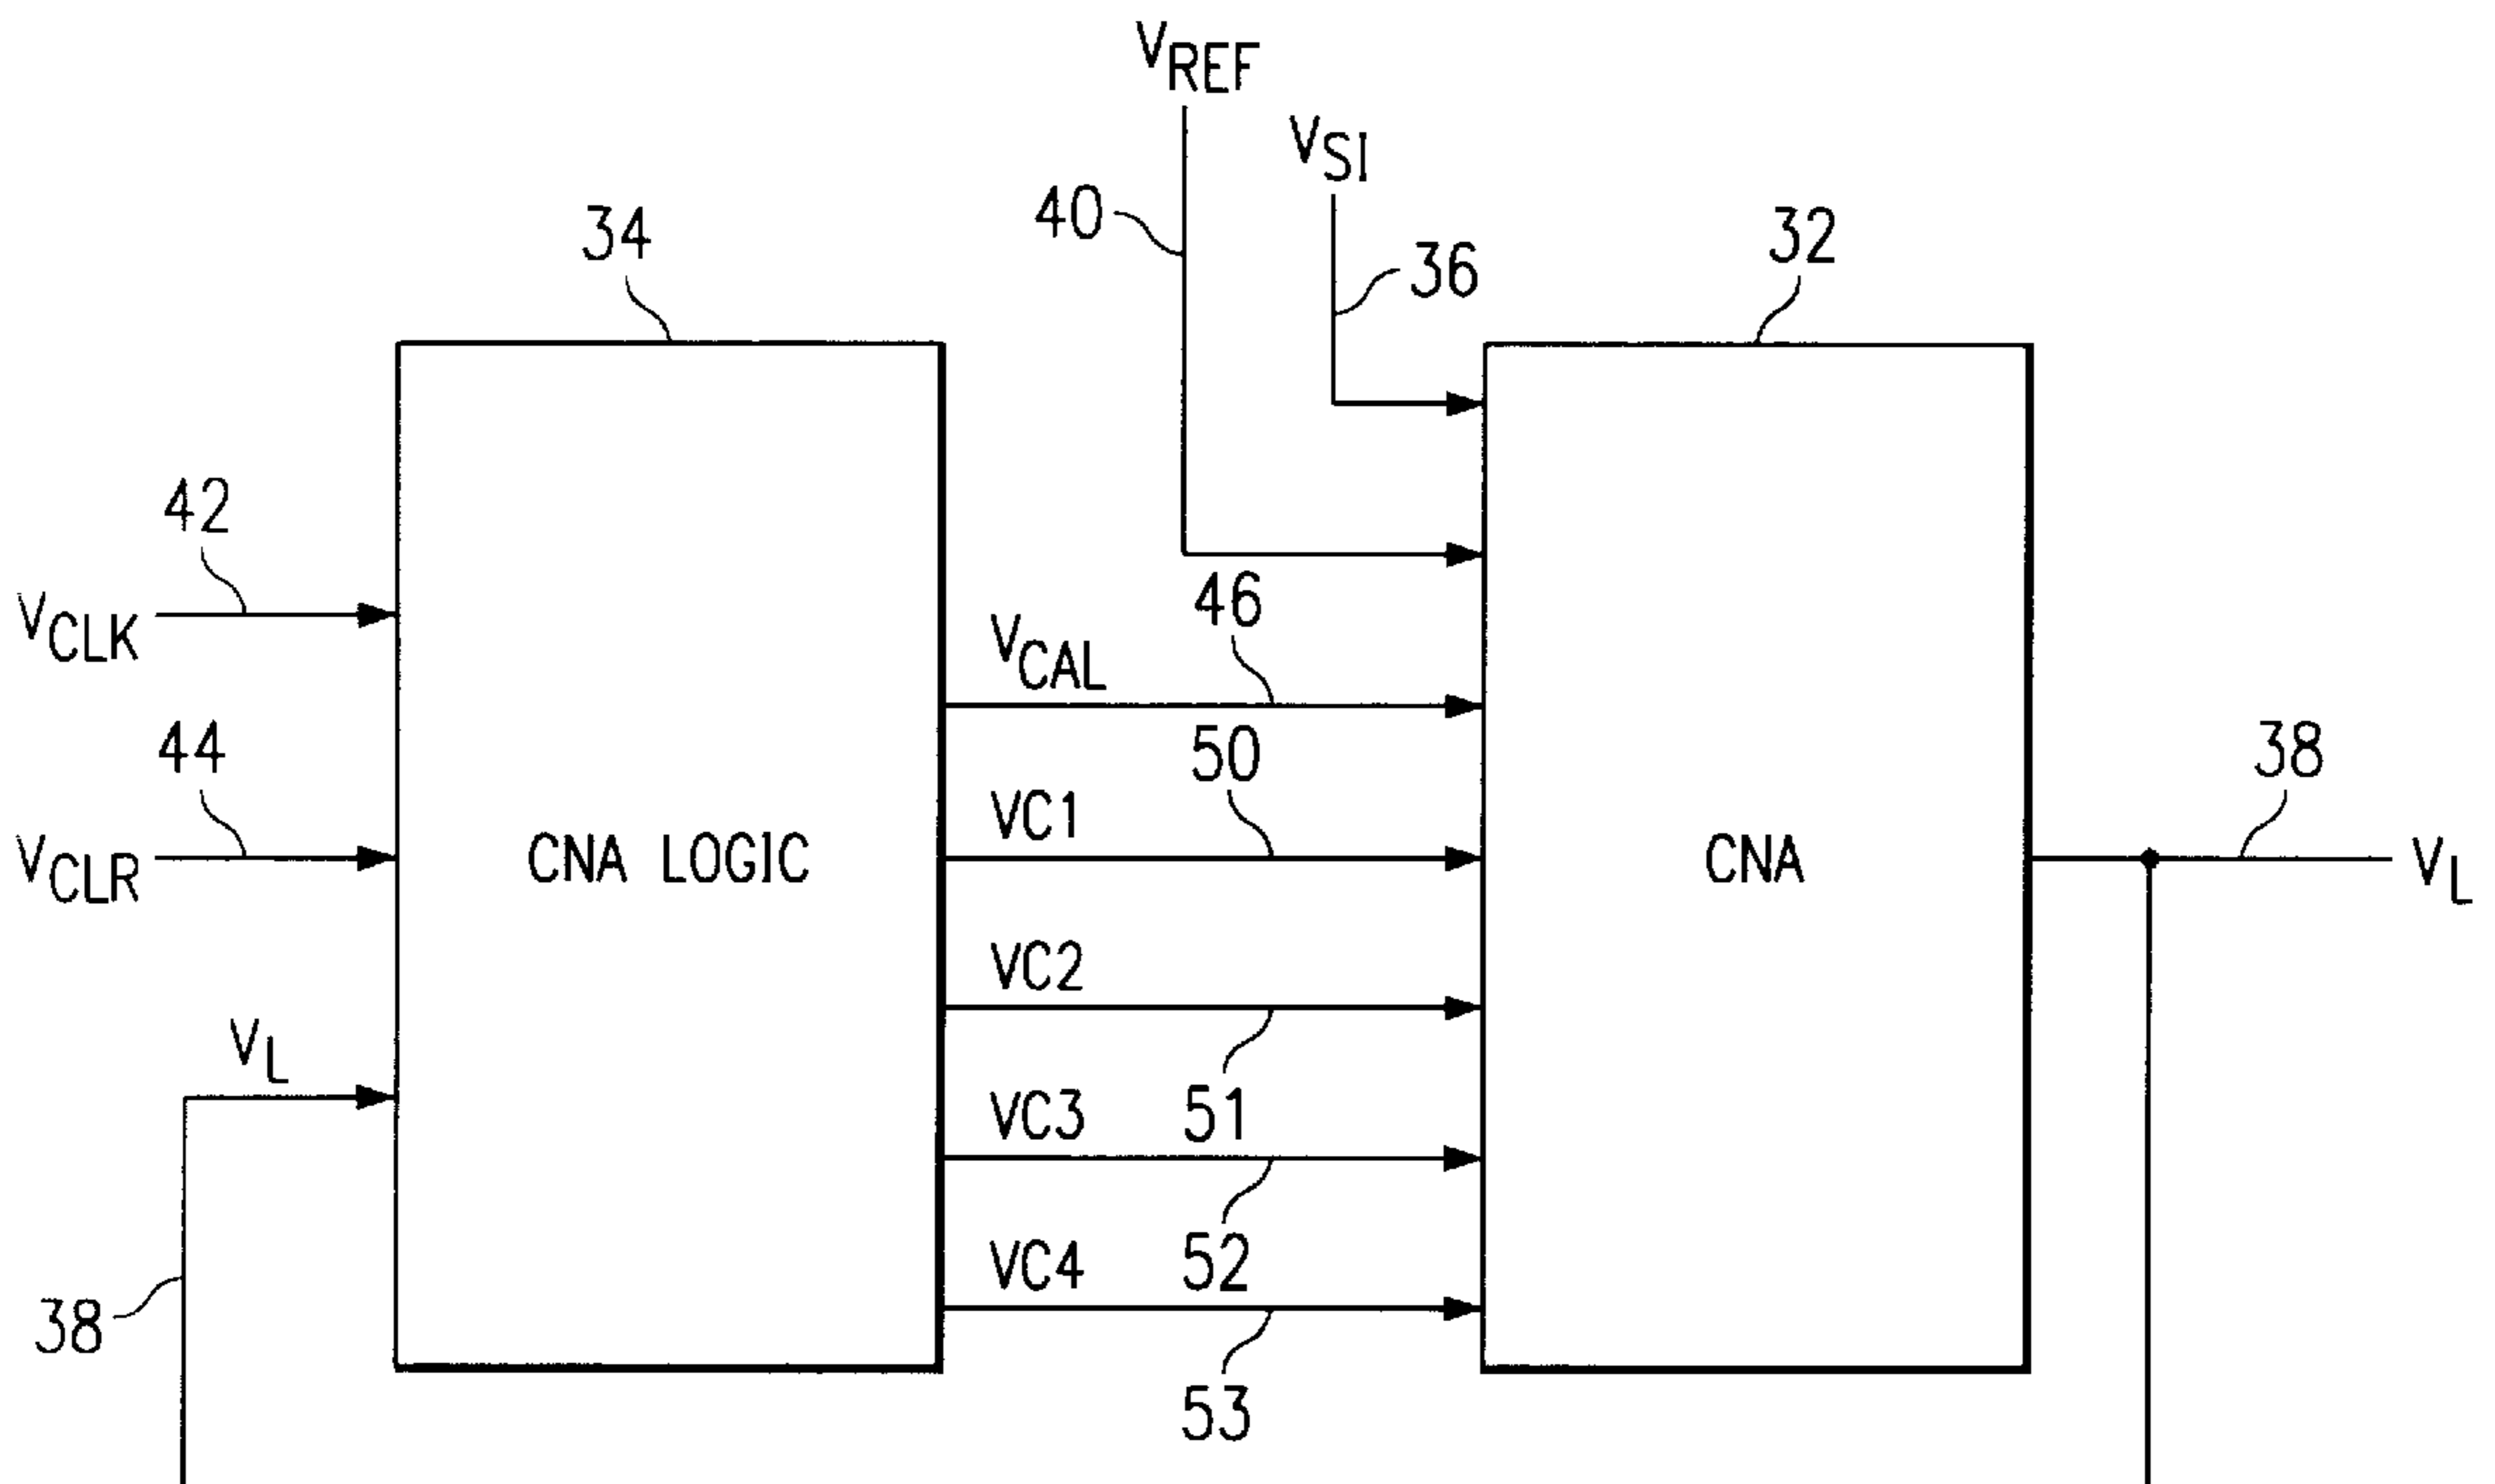 VREF
VSI
40
34
32
36
42
VCLK
46
VCAL
44
50
38
VC1
VCLR
CNA LOGIC
CNA
VL
VC2
VL
VC3
51
VC4
52
38
53